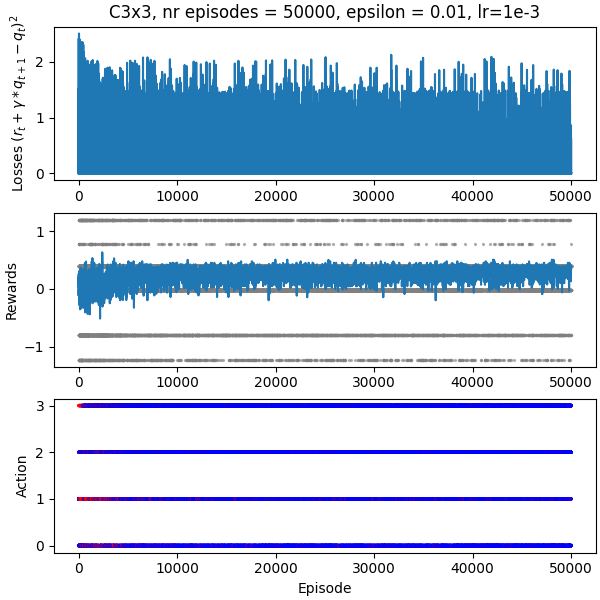 C3x3, nr episodes = 50000, epsilon = 0.01, lr=1e-3
Losses $(r_t + \gamma * q_{t+1} - q_t)^2$
2
1
0
0 10000 20000 30000 40000 50000
Rewards
1
0
−1
0 10000 20000 30000 40000 50000
Action
3
2
1
0
0 10000 20000 30000 40000 50000
Episode